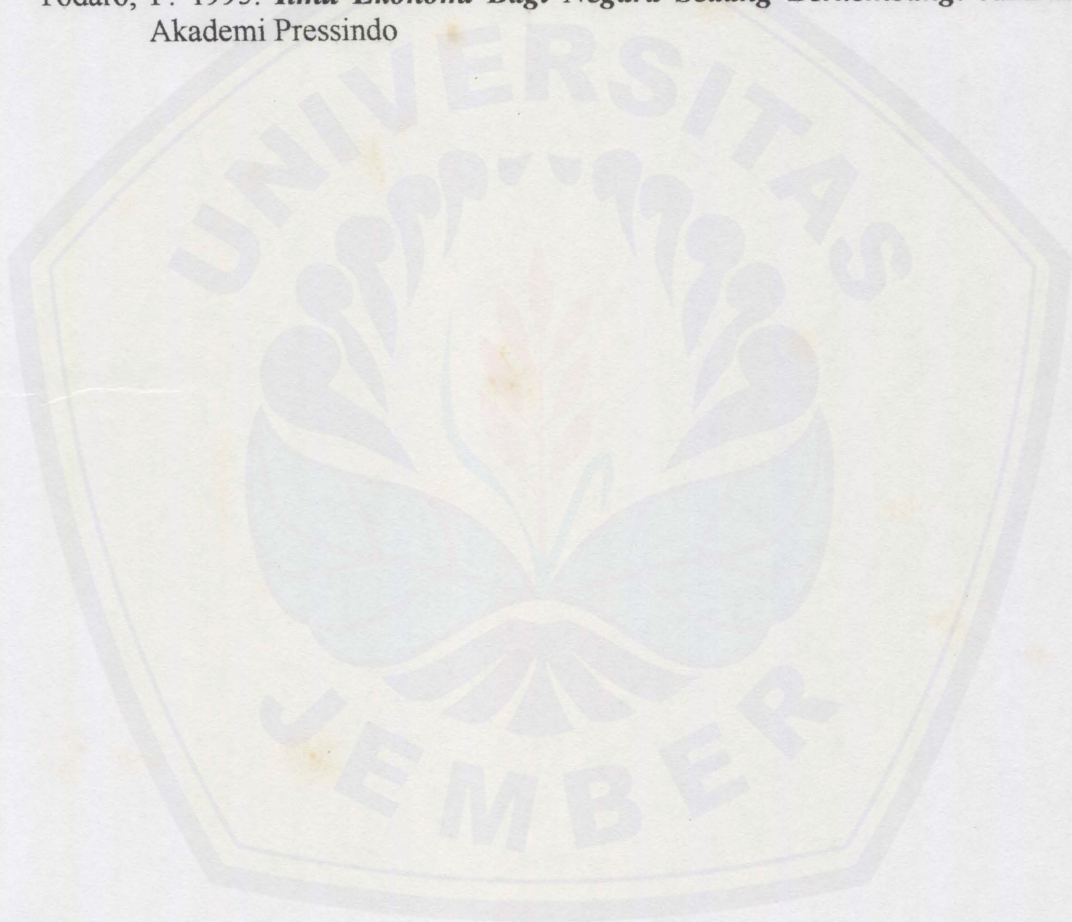 Todaro, P. 1995. Ilmu Ekonomi Bagi Negara Sedang Berkembang.
Akademi Pressindo
UNIVERSITAS
JEMBER